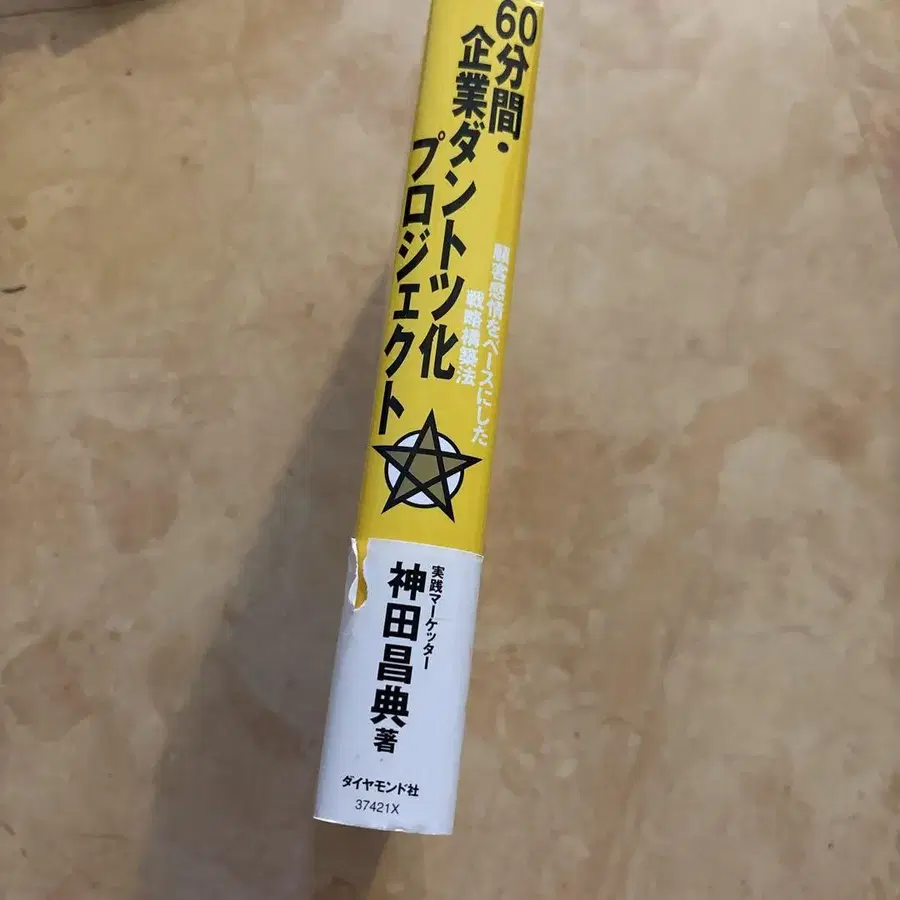 60分間・
企業ダントツ化
プロジェクト
顧客感情をベースにした
戦略構築法
実践マーケッター
神田昌典著
ダイヤモンド社
37421X